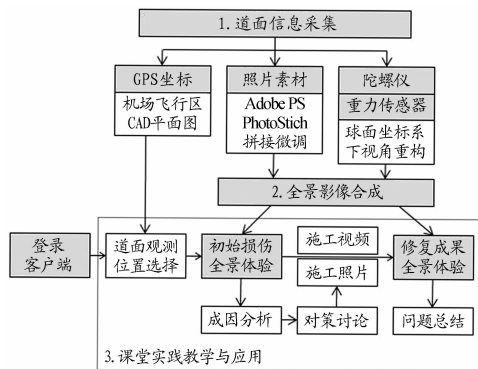 1.道面信息采集
GPS坐标
机场飞行区
CAD平面图
照片素材
Adobe PS
PhotoStich
拼接微调
陀螺仪
重力传感器
球面坐标系
下视角重构
2.全景影像合成
登录
客户端
道面观测
位置选择
初始损伤
全景体验
施工视频
施工照片
修复成果
全景体验
成因分析
对策讨论
问题总结
3.课堂实践教学与应用